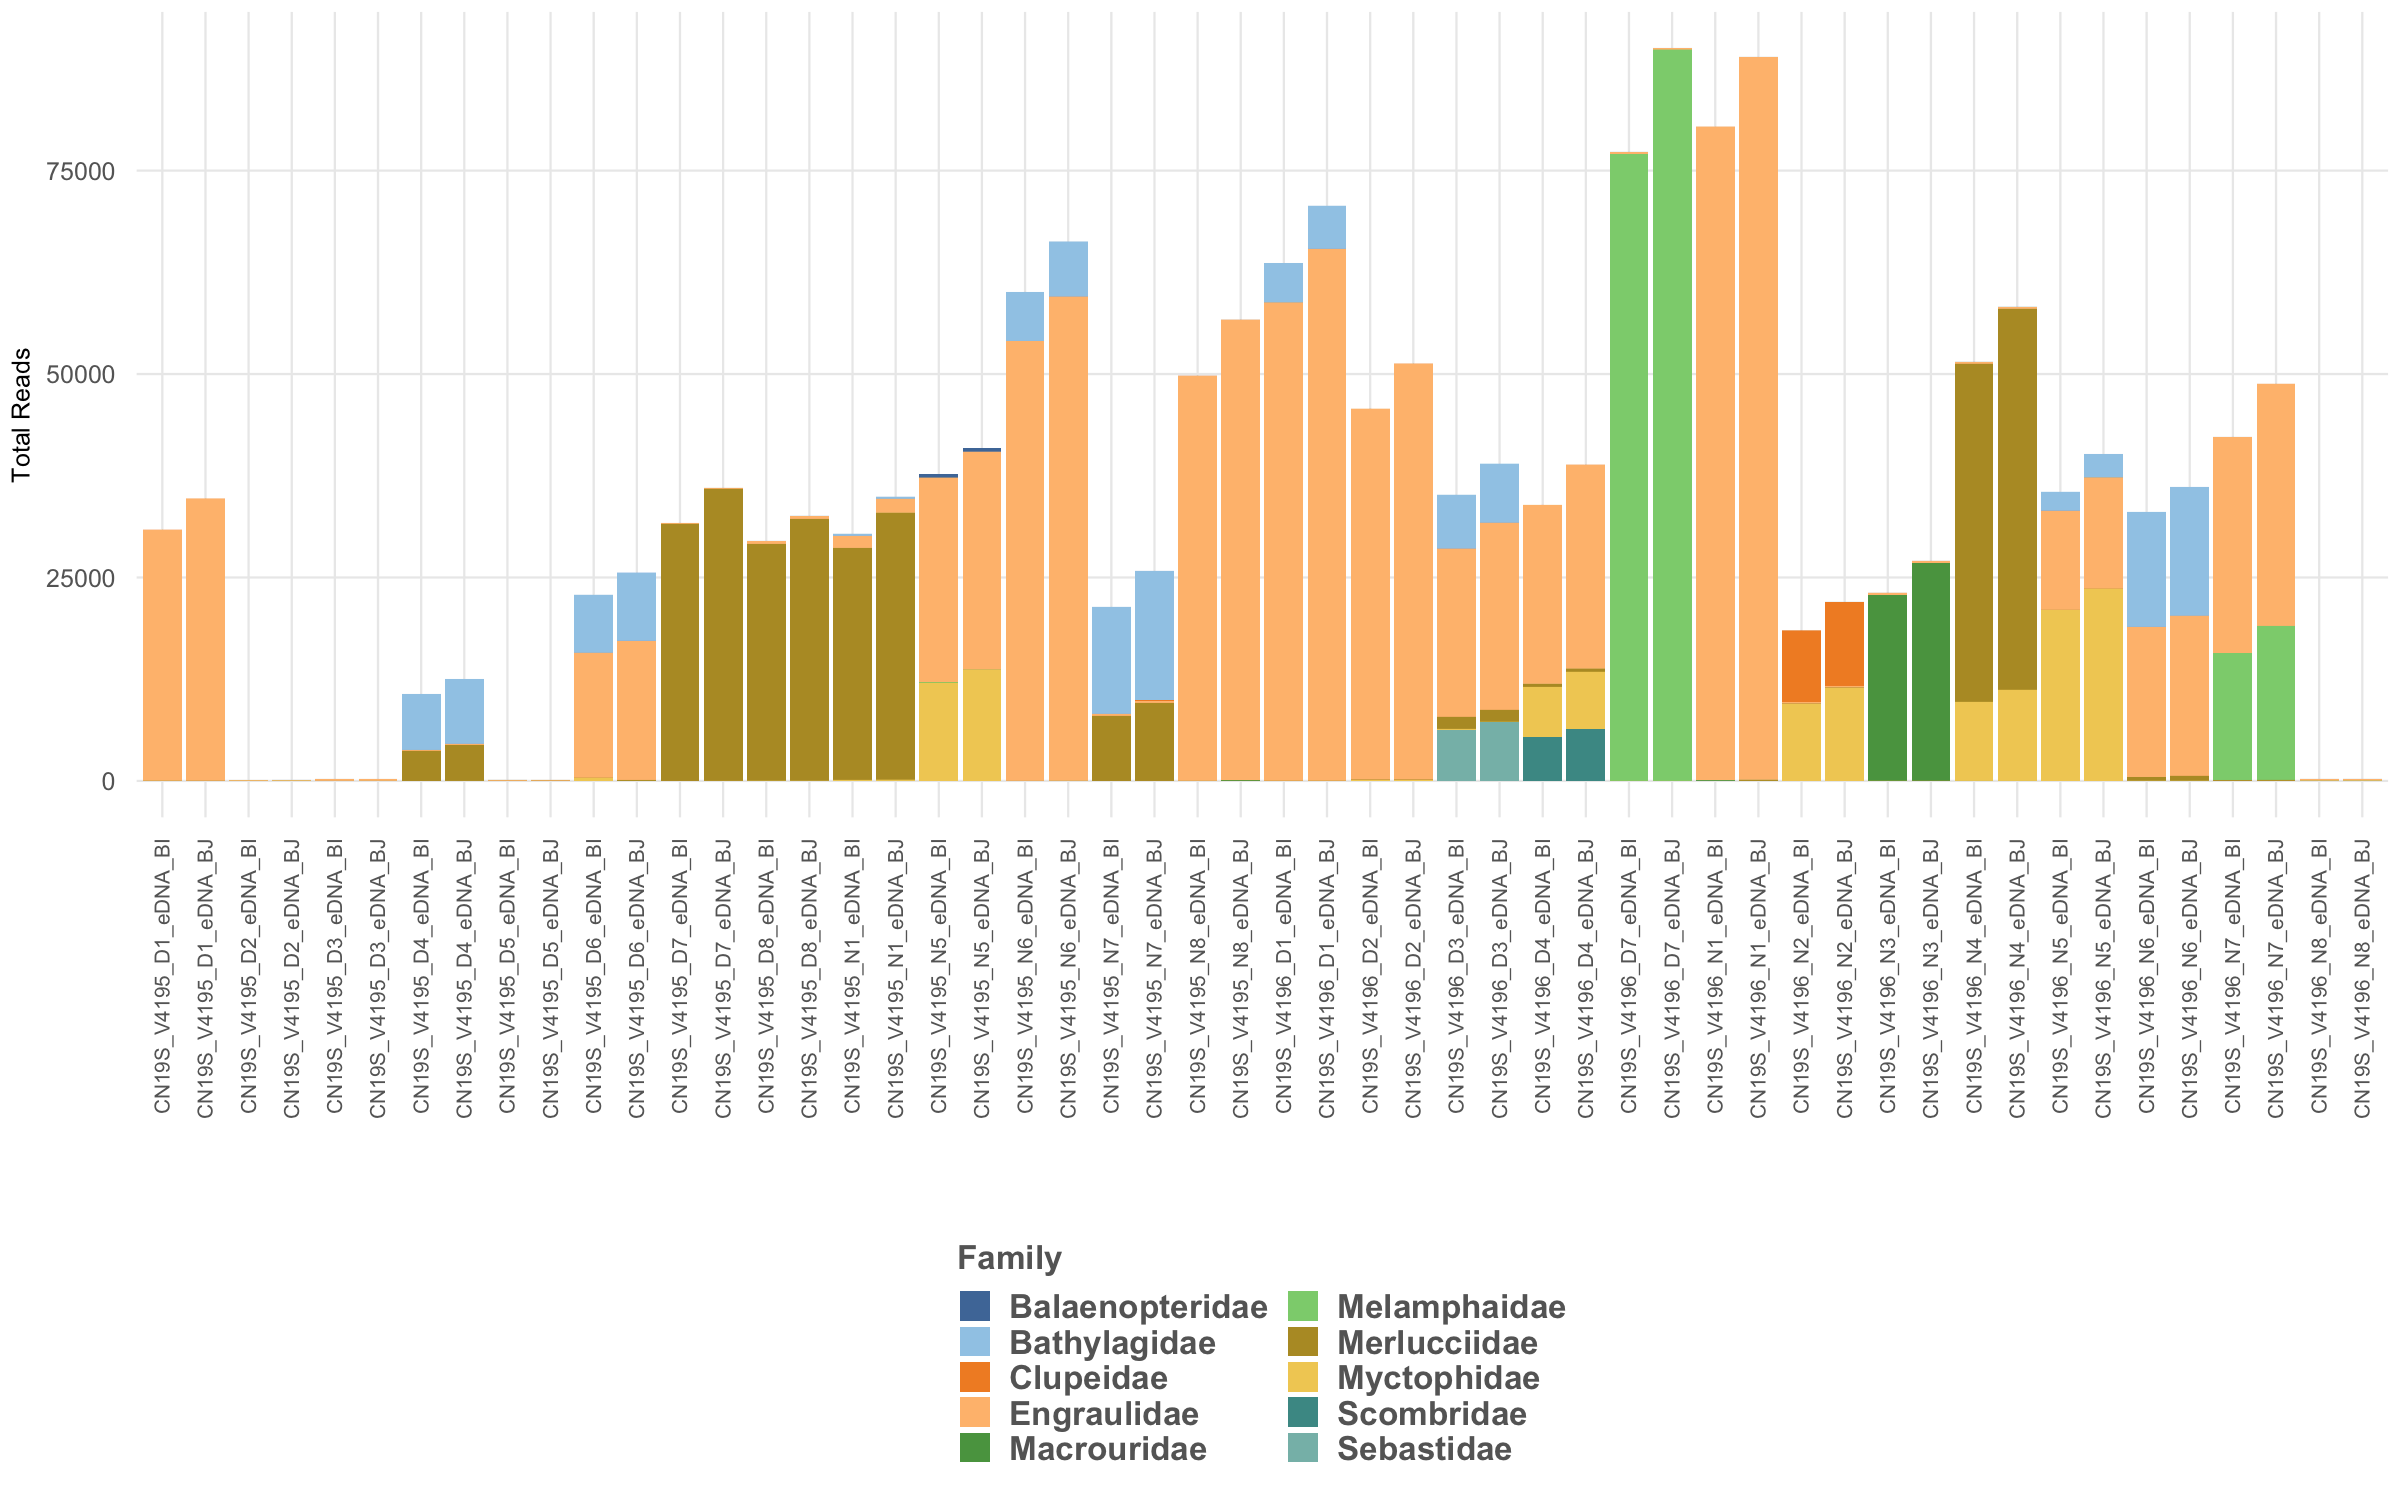 Total Reads
75000
50000
25000
0
CN19S_V4195_D1_eDNA_BI
CN19S_V4195_D1_eDNA_BJ
CN19S_V4195_D2_eDNA_BI
CN19S_V4195_D2_eDNA_BJ
CN19S_V4195_D3_eDNA_BI
CN19S_V4195_D3_eDNA_BJ
CN19S_V4195_D4_eDNA_BI
CN19S_V4195_D4_eDNA_BJ
CN19S_V4195_D5_eDNA_BI
CN19S_V4195_D5_eDNA_BJ
CN19S_V4195_D6_eDNA_BI
CN19S_V4195_D6_eDNA_BJ
CN19S_V4195_D7_eDNA_BI
CN19S_V4195_D7_eDNA_BJ
CN19S_V4195_D8_eDNA_BI
CN19S_V4195_D8_eDNA_BJ
CN19S_V4195_N1_eDNA_BI
CN19S_V4195_N1_eDNA_BJ
CN19S_V4195_N5_eDNA_BI
CN19S_V4195_N5_eDNA_BJ
CN19S_V4195_N6_eDNA_BI
CN19S_V4195_N6_eDNA_BJ
CN19S_V4195_N7_eDNA_BI
CN19S_V4195_N7_eDNA_BJ
CN19S_V4195_N8_eDNA_BI
CN19S_V4195_N8_eDNA_BJ
CN19S_V4196_D1_eDNA_BI
CN19S_V4196_D1_eDNA_BJ
CN19S_V4196_D2_eDNA_BI
CN19S_V4196_D2_eDNA_BJ
CN19S_V4196_D3_eDNA_BI
CN19S_V4196_D3_eDNA_BJ
CN19S_V4196_D4_eDNA_BI
CN19S_V4196_D4_eDNA_BJ
CN19S_V4196_D7_eDNA_BI
CN19S_V4196_D7_eDNA_BJ
CN19S_V4196_N1_eDNA_BI
CN19S_V4196_N1_eDNA_BJ
CN19S_V4196_N2_eDNA_BI
CN19S_V4196_N2_eDNA_BJ
CN19S_V4196_N3_eDNA_BI
CN19S_V4196_N3_eDNA_BJ
CN19S_V4196_N4_eDNA_BI
CN19S_V4196_N4_eDNA_BJ
CN19S_V4196_N5_eDNA_BI
CN19S_V4196_N5_eDNA_BJ
CN19S_V4196_N6_eDNA_BI
CN19S_V4196_N6_eDNA_BJ
CN19S_V4196_N7_eDNA_BI
CN19S_V4196_N7_eDNA_BJ
CN19S_V4196_N8_eDNA_BI
CN19S_V4196_N8_eDNA_BJ
Family
Balaenopteridae
Bathylagidae
Clupeidae
Engraulidae
Macrouridae
Melamphaidae
Merlucciidae
Myctophidae
Scombridae
Sebastidae